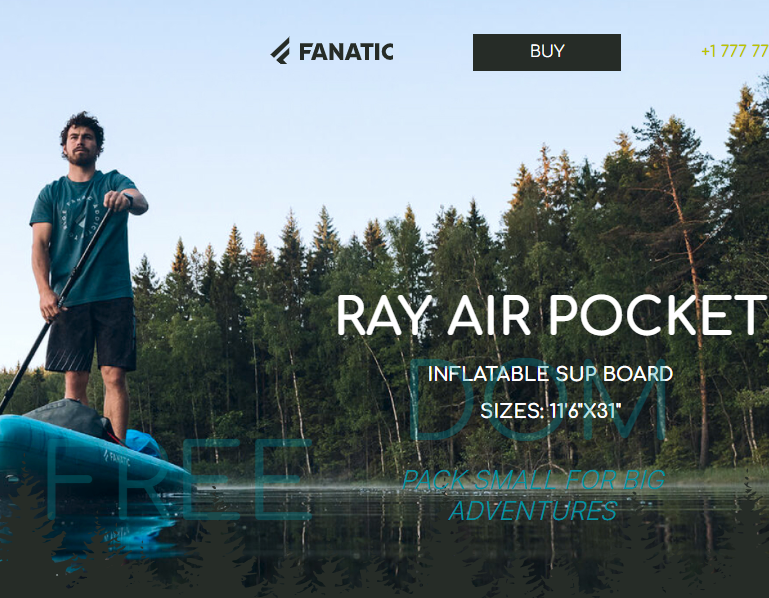 FANATIC
BUY
+1 777 77
RAY AIR POCKET
DOM
INFLATABLE SUP BOARD
SIZES: 11'6"X31"
FREE
FANATIC
PACK SMALL FOR BIG
ADVENTURES